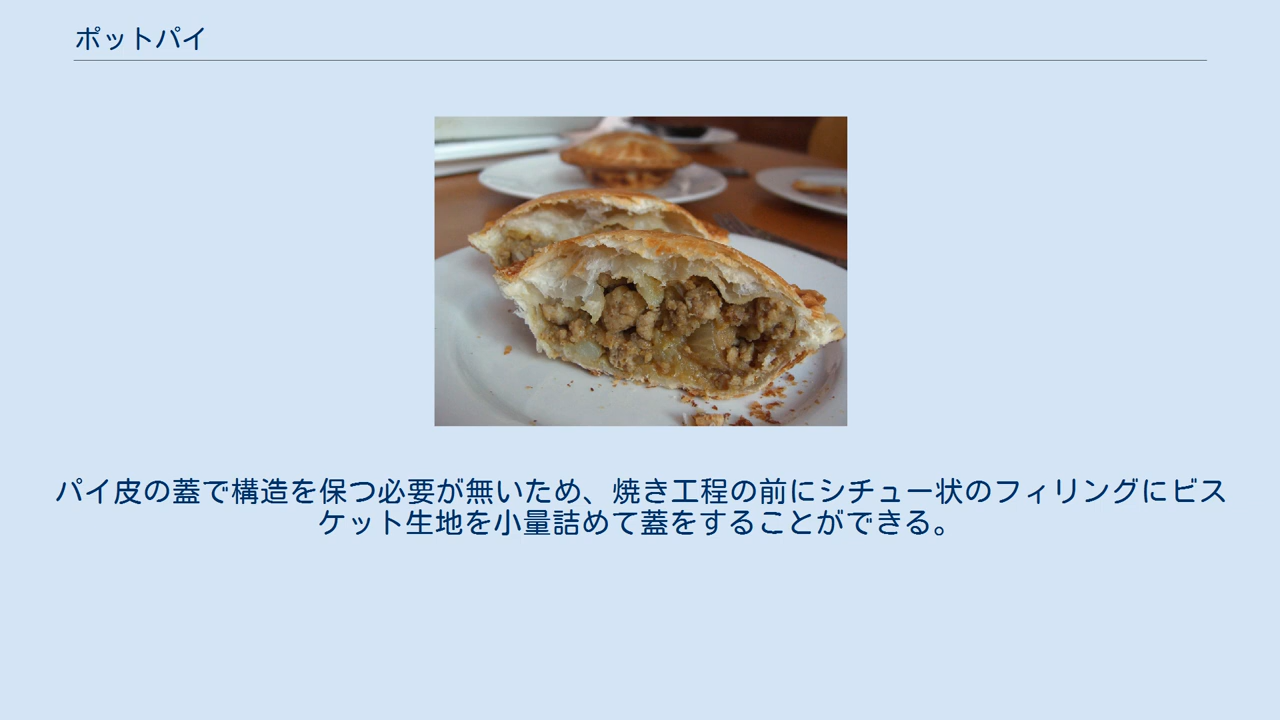 ポットパイ
パイ皮の蓋で構造を保つ必要が無いため、焼き工程の前にシチュー状のフィリングにビス
ケット生地を小量詰めて蓋をすることができる。